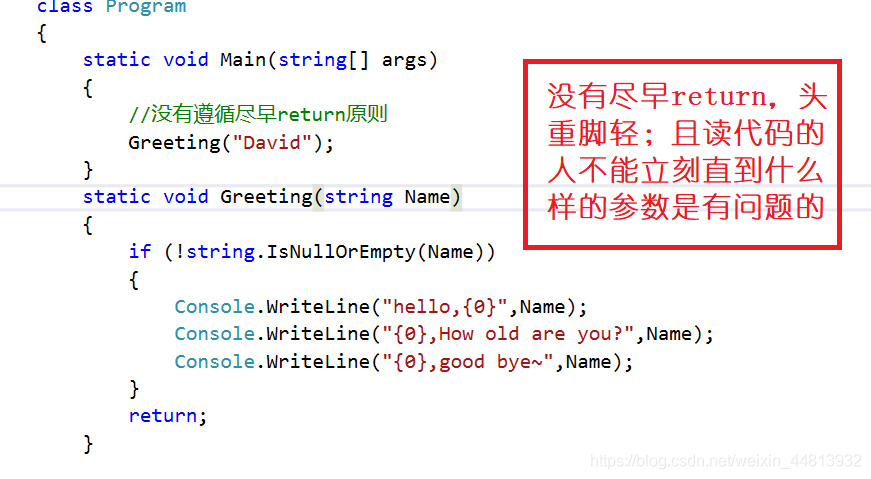 class Program
{
static void Main(string[] args)
{
//没有遵循尽早return原则
Greeting("David");
}
static void Greeting(string Name)
{
if (!string.IsNullOrEmpty(Name))
{
Console.WriteLine("hello,{0}",Name);
Console.WriteLine("{0},How old are you?",Name);
Console.WriteLine("{0},good bye~",Name);
}
return;
}
没有尽早return，头
重脚轻；且读代码的
人不能立刻直到什么
样的参数是有问题的
https://blog.csdn.net/weixin_44813932